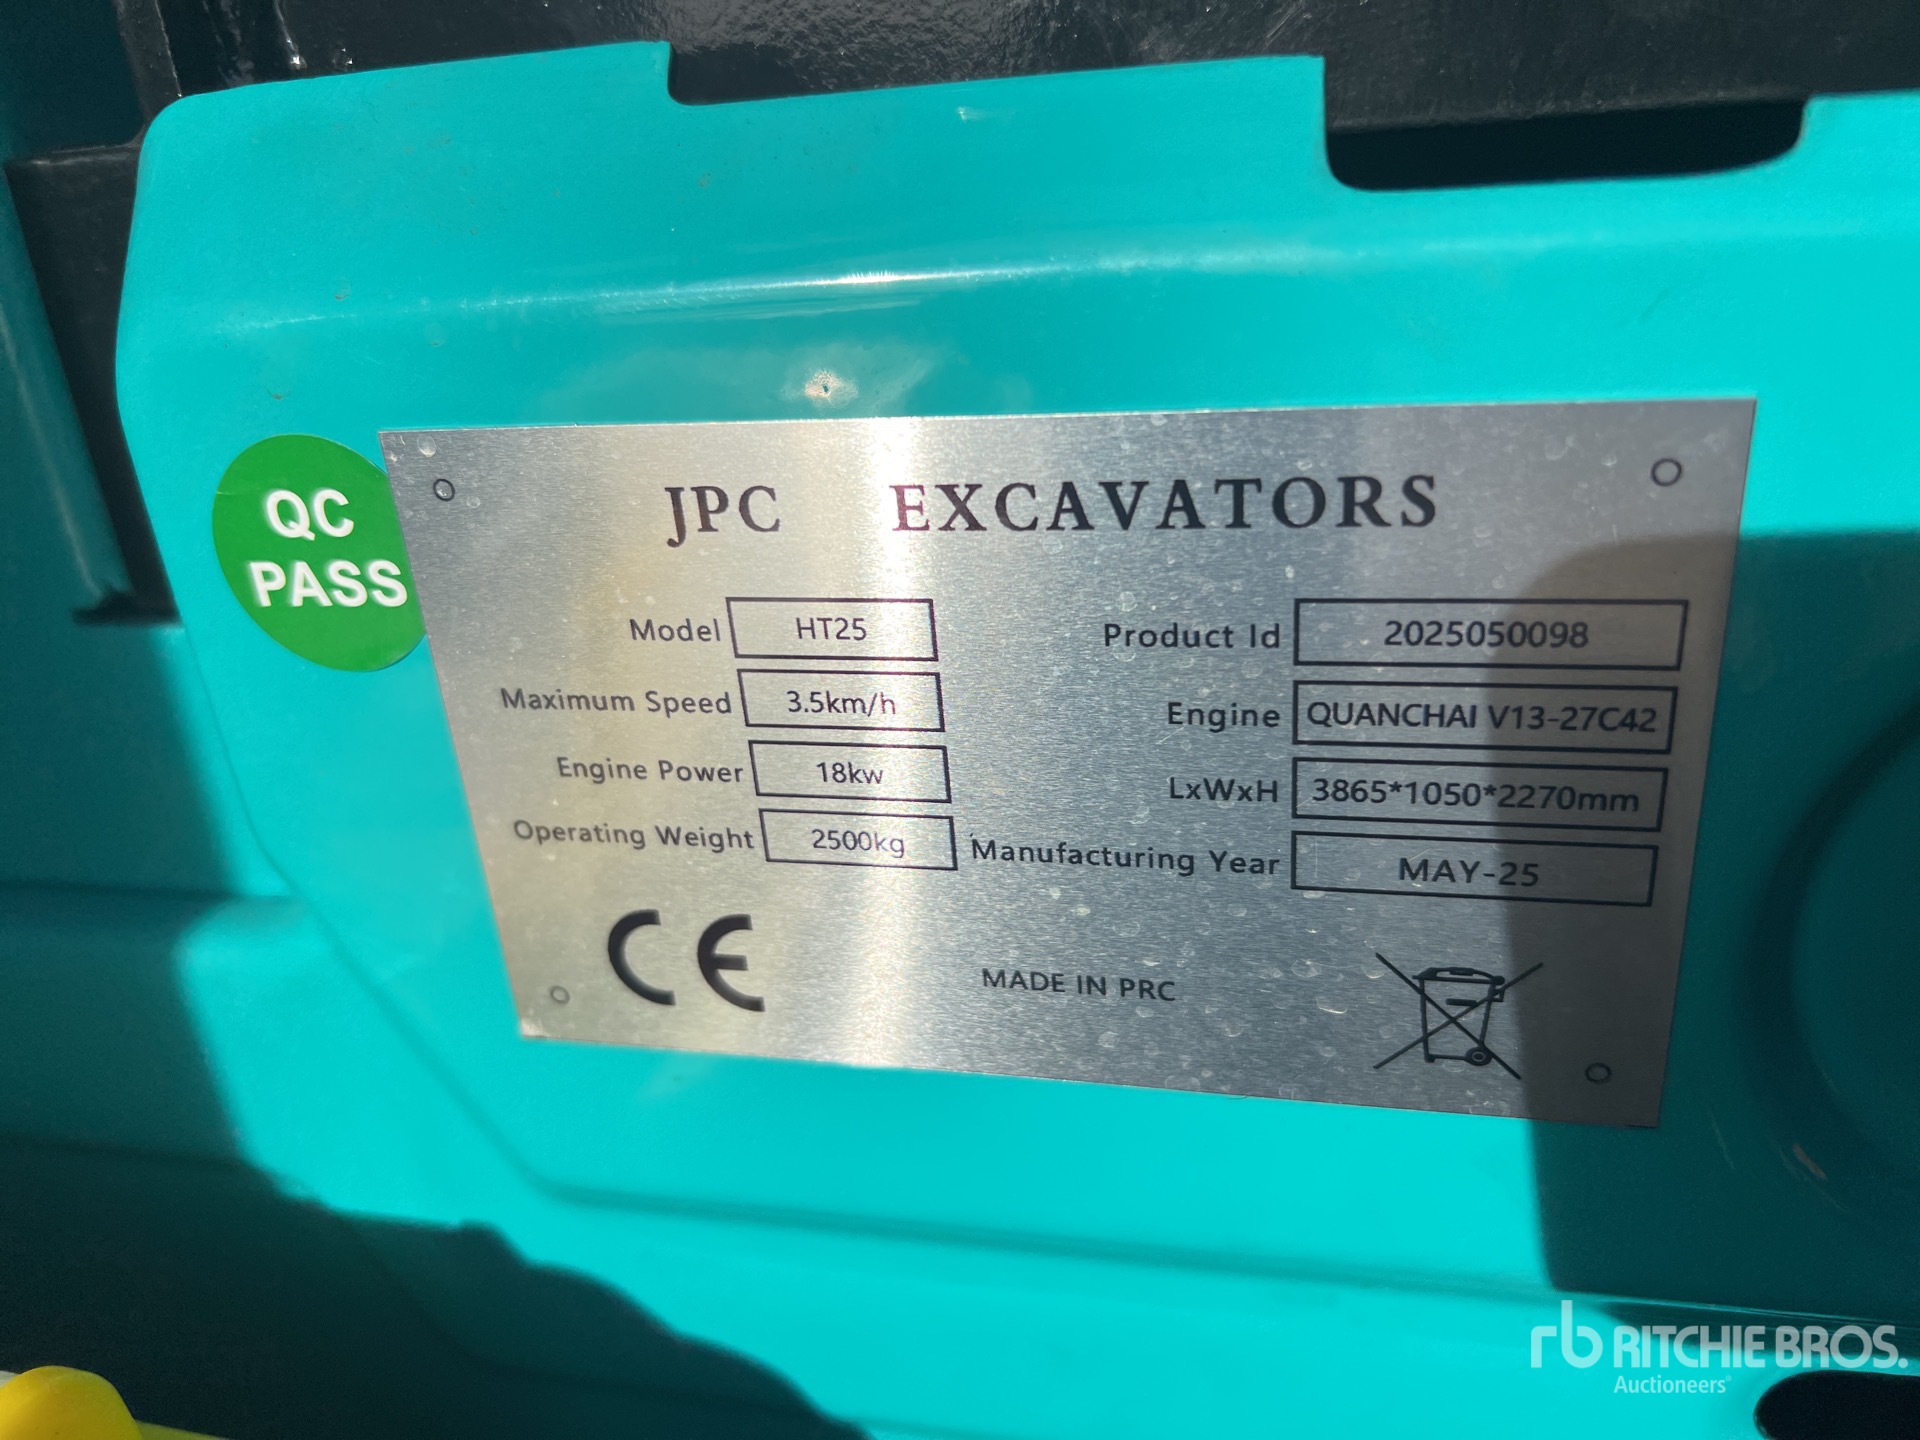 QC
PASS
JPC EXCAVATORS
Model HT25
Maximum Speed 3.5km/h
Engine Power 18kw
Operating Weight 2500kg
Product Id 2025050098
Engine QUANCHAI V13-27C42
LxWxH 3865*1050*2270mm
Manufacturing Year MAY-25
CE
MADE IN PRC
rb RITCHIE BROS.
Auctioneers